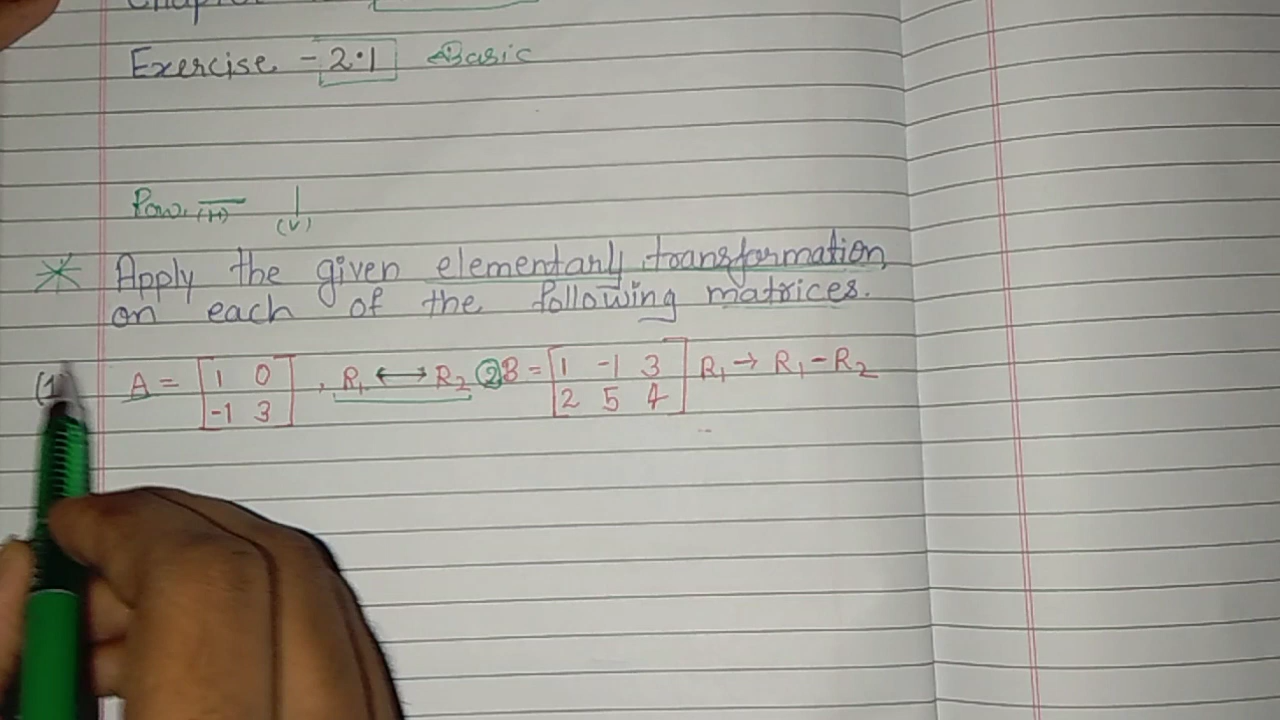 Exercise - 2.1 Basic
Row (H) (V)
* Apply the given elementary transformation
on each of the following matrices.
(1) A = [1 0 , R₁ ⟷ R₂ ② B = [1 -1 3] R₁ → R₁ - R₂
-1 3] 2 5 4